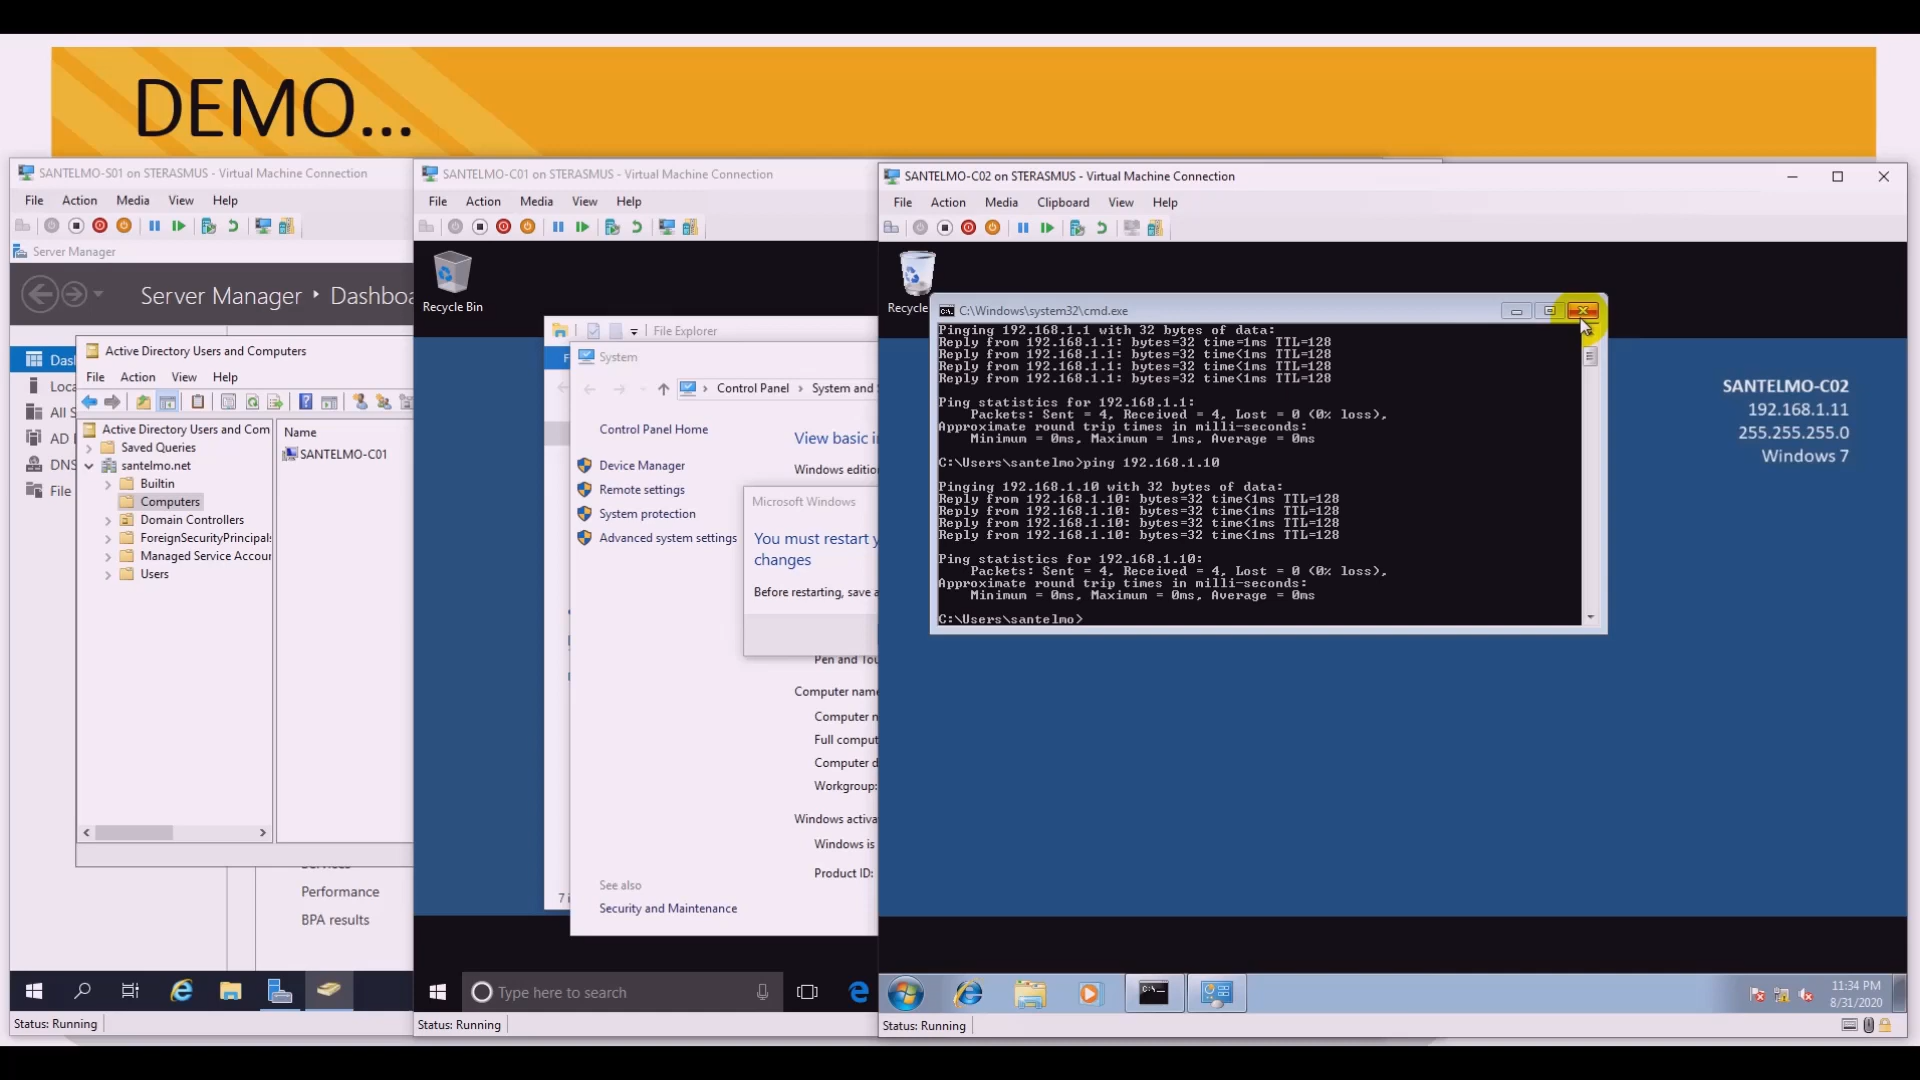 DEMO...
SANTELMO-S01 on STERASMUS - Virtual Machine Connection
File Action Media View Help
Server Manager
Server Manager
Active Directory Users and Computers
File Action View Help
Active Directory Users and Com
Saved Queries
santelmo.net
Builtin
Computers
Domain Controllers
ForeignSecurityPrincipals
Managed Service
Users
Name
SANTELMO-C01
All
AD
DNS
File
Performance
BPA results
Status: Running
SANTELMO-C01 on STERASMUS - Virtual Machine Connection
File Action Media View Help
Recycle Bin
File Explorer
System
Control Panel System and
Control Panel Home
Device Manager
Remote settings
System protection
Advanced system settings
View basic
Windows
Microsoft Windows
You must restart
changes
Before restarting, save
Pen and
Computer
Computer
Full
Computer
Workgroup:
Windows
Windows is
Product ID:
See also
Security and Maintenance
Type here to search
Status: Running
SANTELMO-C02 on STERASMUS - Virtual Machine Connection
File Action Media Clipboard View Help
Recycle
C:\Windows\system32\cmd.exe
Pinging 192.168.1.1 with 32 bytes of data:
Reply from 192.168.1.1: bytes=32 time=1ms TTL=128
Reply from 192.168.1.1: bytes=32 time<1ms TTL=128
Reply from 192.168.1.1: bytes=32 time<1ms TTL=128
Reply from 192.168.1.1: bytes=32 time<1ms TTL=128
Ping statistics for 192.168.1.1:
Packets: Sent = 4, Received = 4, Lost = 0 (0% loss),
Approximate round trip times in milli-seconds:
Minimum = 0ms, Maximum = 1ms, Average = 0ms
C:\Users\santelmo>ping 192.168.1.10
Pinging 192.168.1.10 with 32 bytes of data:
Reply from 192.168.1.10: bytes=32 time<1ms TTL=128
Reply from 192.168.1.10: bytes=32 time<1ms TTL=128
Reply from 192.168.1.10: bytes=32 time<1ms TTL=128
Reply from 192.168.1.10: bytes=32 time<1ms TTL=128
Ping statistics for 192.168.1.10:
Packets: Sent = 4, Received = 4, Lost = 0 (0% loss),
Approximate round trip times in milli-seconds:
Minimum = 0ms, Maximum = 0ms, Average = 0ms
C:\Users\santelmo>
SANTELMO-C02
192.168.1.11
255.255.255.0
Windows 7
11:34 PM
8/31/2020
Status: Running